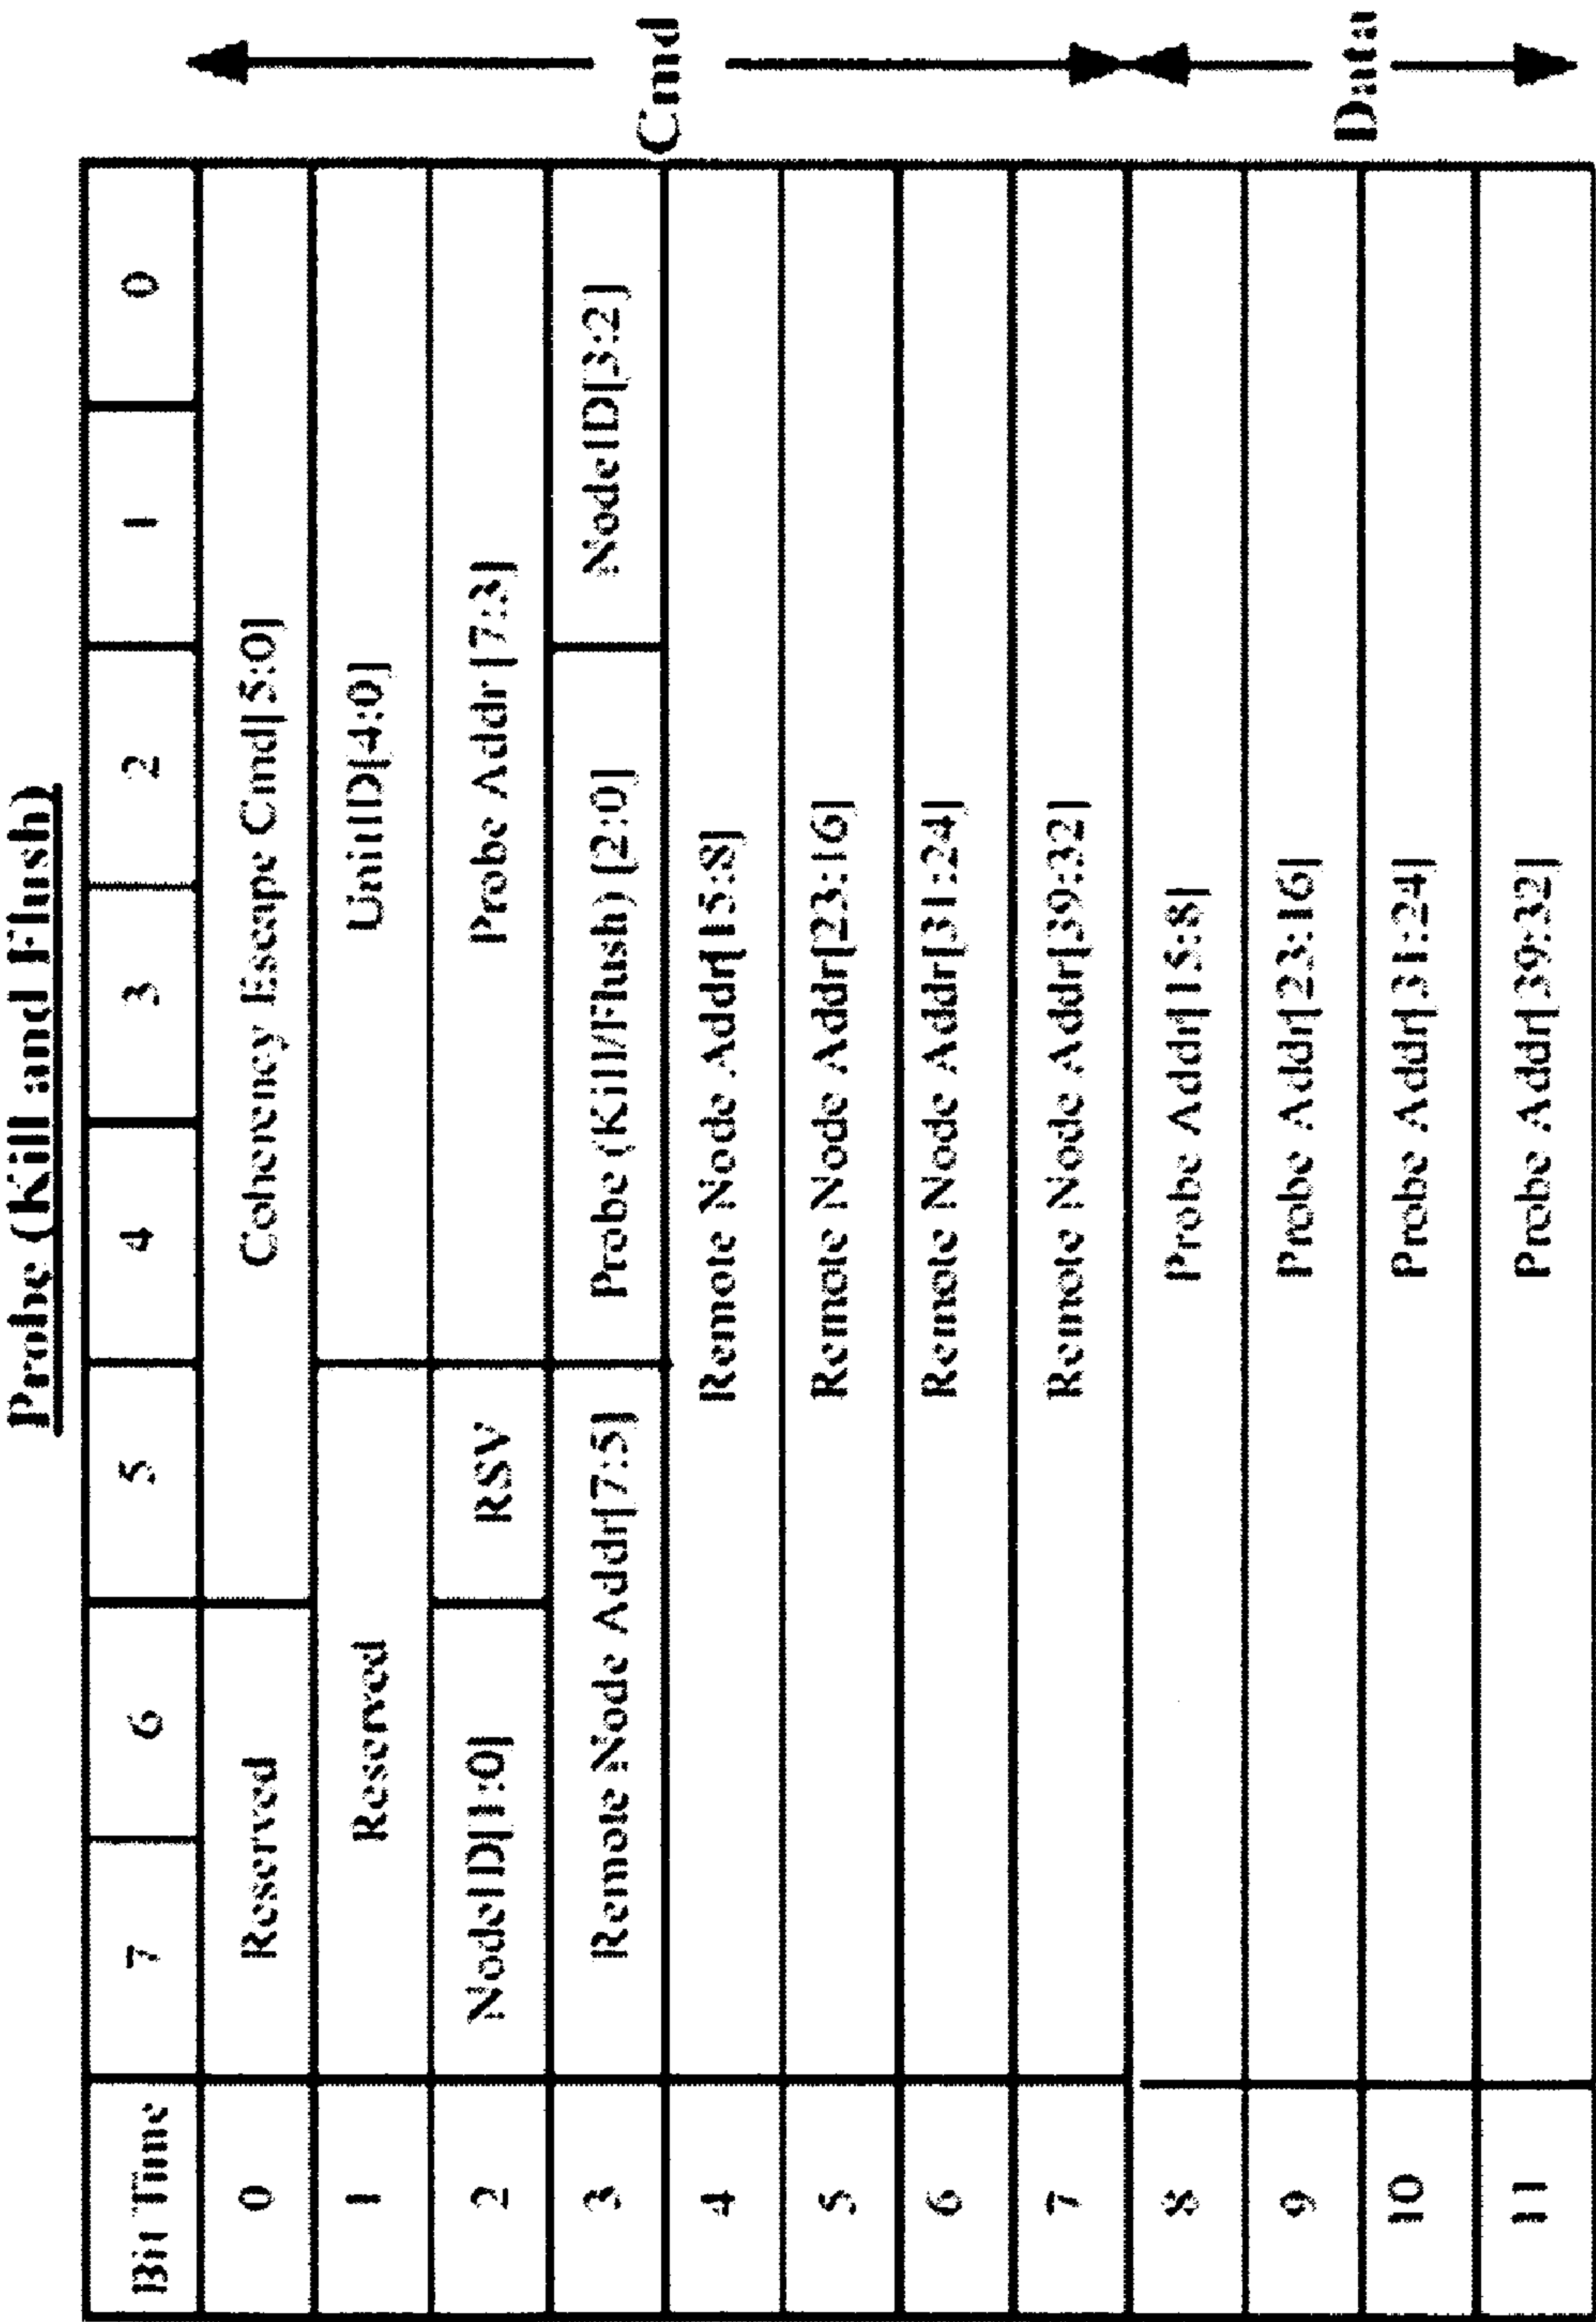 Probe (Kill and Flush)
Bit Time 7 6 5 4 3 2 1 0
0 Reserved Coherency Escape Cmd[5:0]
1 Reserved UnitID[4:0]
2 NodeID[1:0] RSV Probe Addr[7:3]
3 Remote Node Addr[7:5] Probe (Kill/Flush) [2:0] NodeID[3:2]
4 Remote Node Addr[15:8]
5 Remote Node Addr[23:16]
6 Remote Node Addr[31:24]
7 Remote Node Addr[39:32]
8 Probe Addr[15:8]
9 Probe Addr[23:16]
10 Probe Addr[31:24]
11 Probe Addr[39:32]
Cmd
Data